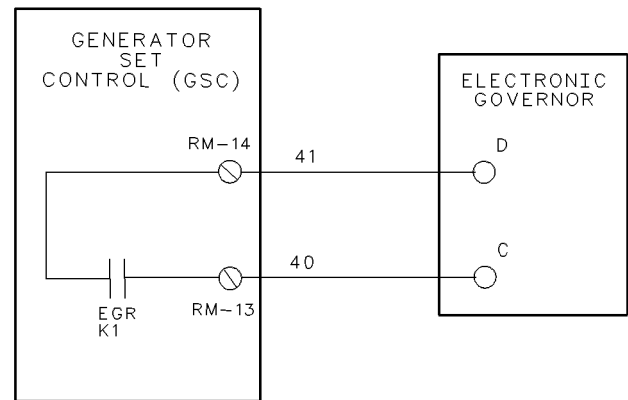 GENERATOR
SET
CONTROL (GSC)
ELECTRONIC
GOVERNOR
RM-14
41
D
40
C
EGR
K1
RM-13